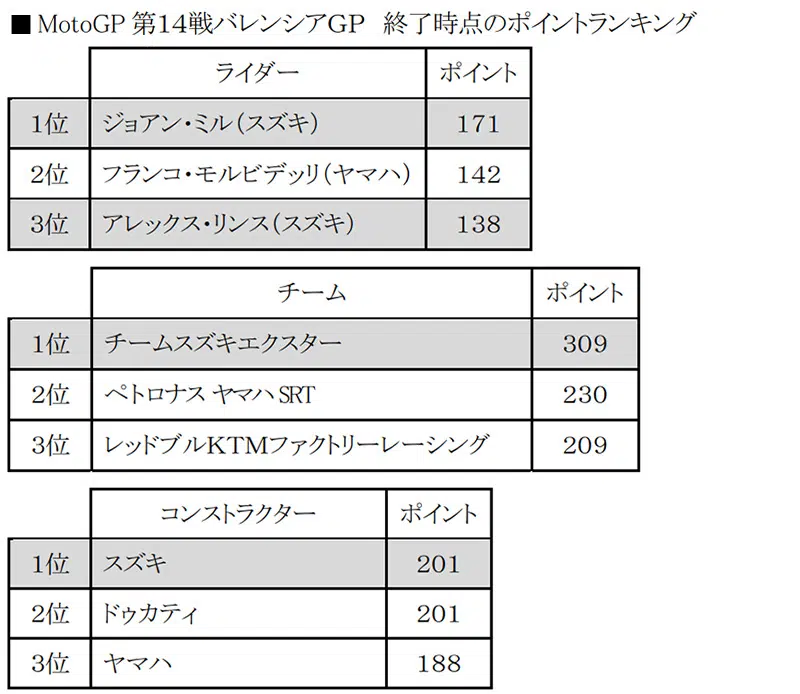 ■ MotoGP 第14戦バレンシアGP 終了時点のポイントランキング
ライダー ポイント
1位 ジョアン・ミル(スズキ) 171
2位 フランコ・モルビデッリ(ヤマハ) 142
3位 アレックス・リンス(スズキ) 138
チーム ポイント
1位 チームスズキエクスター 309
2位 ペトロナス ヤマハ SRT 230
3位 レッドブルKTMファクトリーレーシング 209
コンストラクター ポイント
1位 スズキ 201
2位 ドゥカティ 201
3位 ヤマハ 188